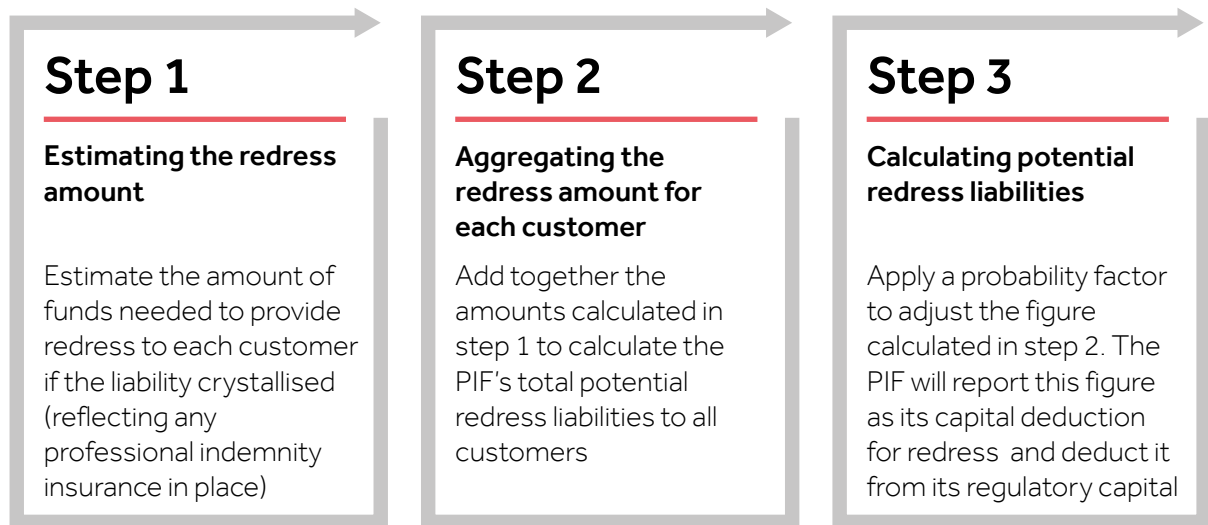 Step 1
Estimating the redress
amount
Estimate the amount of
funds needed to provide
redress to each customer
if the liability crystallised
(reflecting any
professional indemnity
insurance in place)
Step 2
Aggregating the
redress amount for
each customer
Add together the
amounts calculated in
step 1 to calculate the
PIF’s total potential
redress liabilities to all
customers
Step 3
Calculating potential
redress liabilities
Apply a probability factor
to adjust the figure
calculated in step 2. The
PIF will report this figure
as its capital deduction
for redress  and deduct it
from its regulatory capital